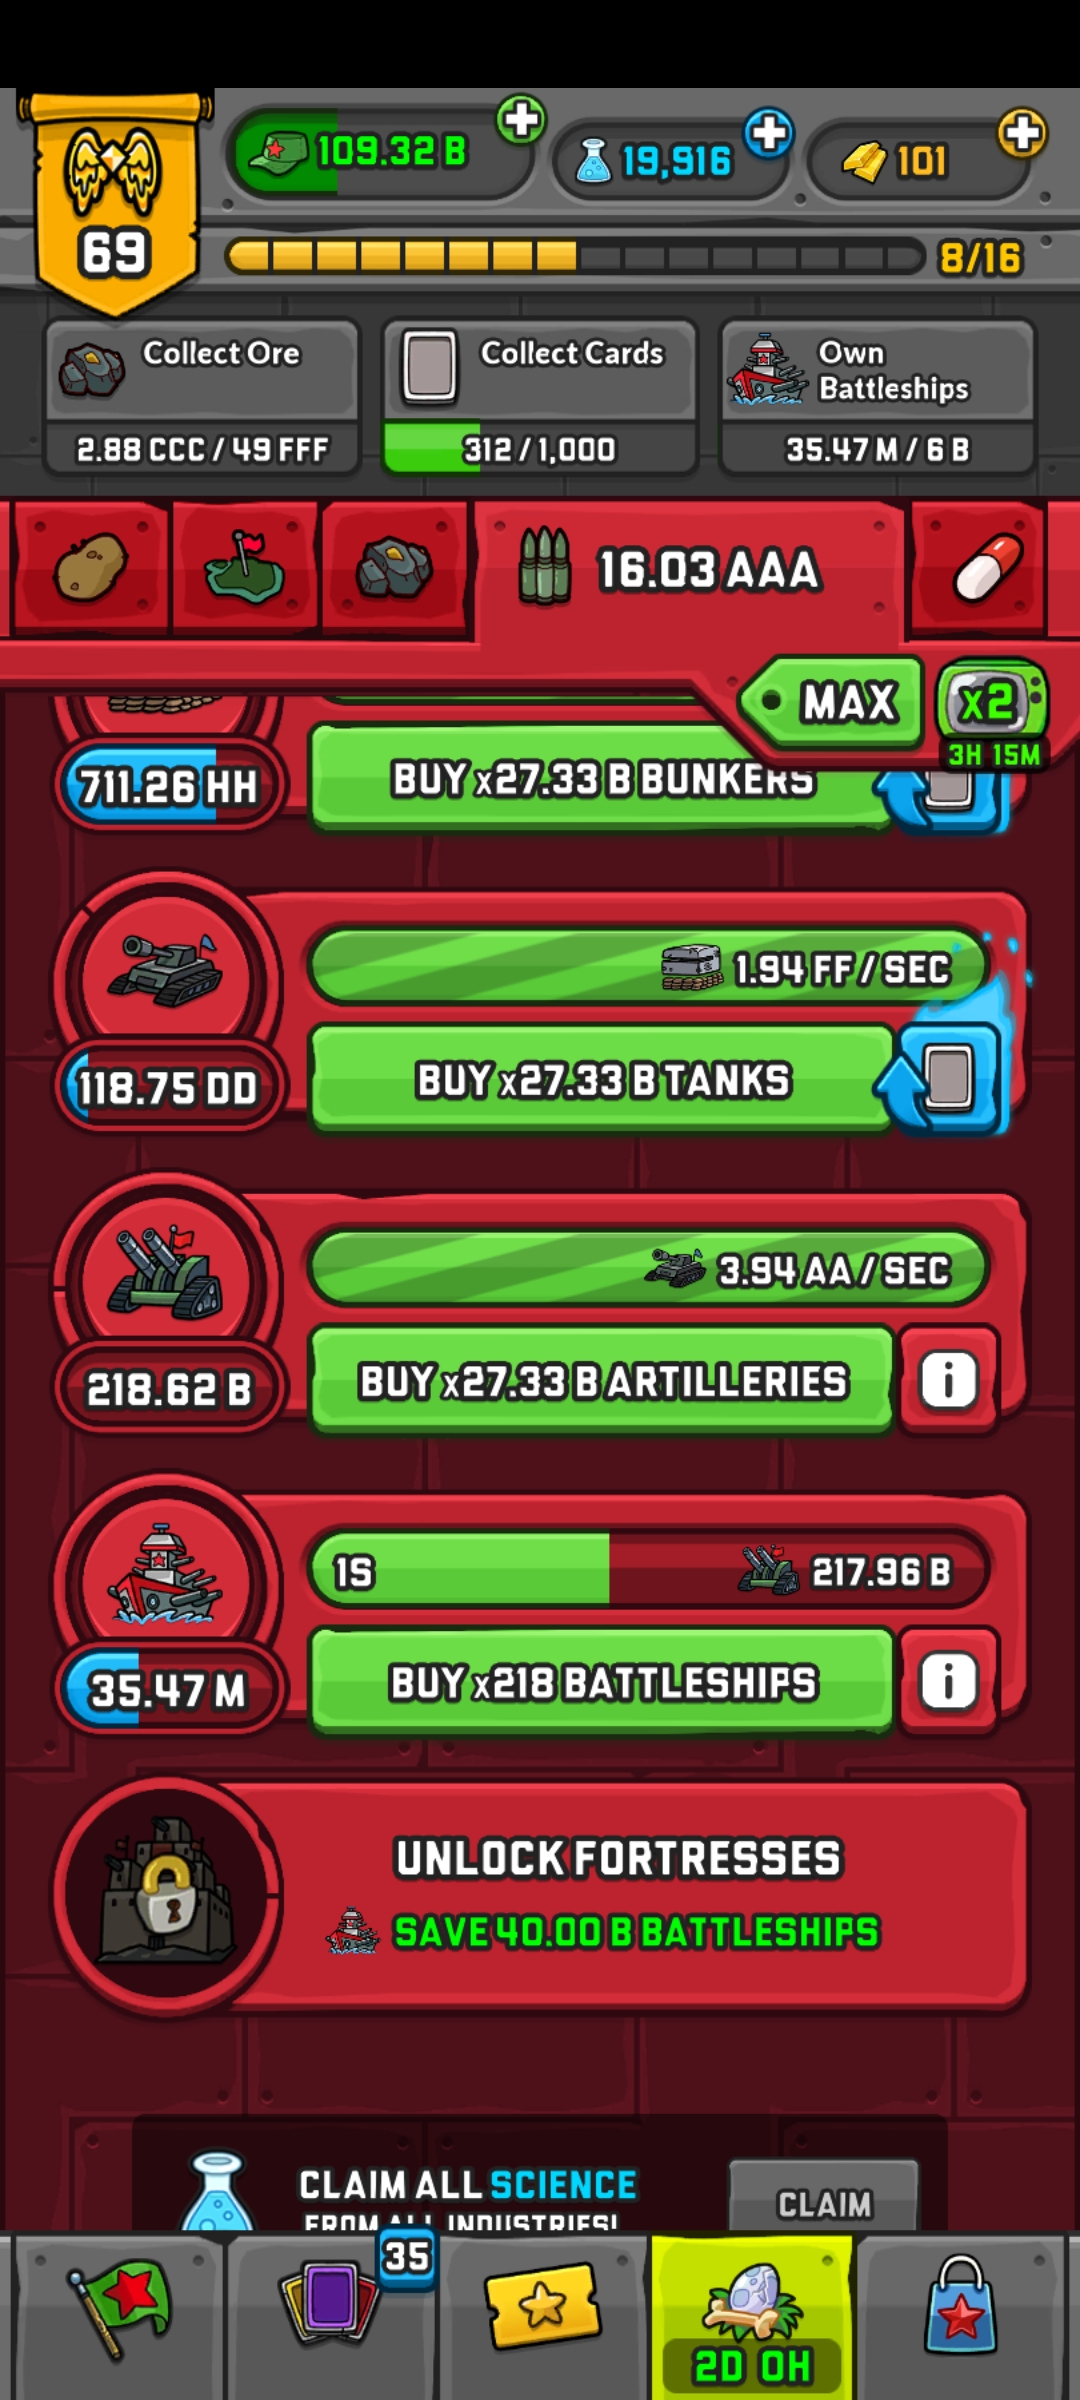 69
109.32 B
19,916
101
8/16
Collect Ore
2.88 CCC / 49 FFF
Collect Cards
312 / 1,000
Own
Battleships
35.47 M / 6 B
16.03 AAA
MAX
x2
3H 15M
711.26 HH
BUY x27.33 B BUNKERS
1.94 FF / SEC
118.75 DD
BUY x27.33 B TANKS
3.94 AA / SEC
218.62 B
BUY x27.33 B ARTILLERIES
1S
217.96 B
35.47 M
BUY x218 BATTLESHIPS
UNLOCK FORTRESSES
SAVE 40.00 B BATTLESHIPS
CLAIM ALL SCIENCE
FROM ALL INDUSTRIES!
CLAIM
35
2D 0H